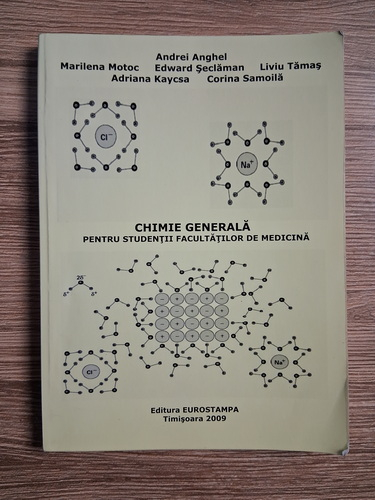 Andrei Anghel
Marilena Motoc Edward Şeclăman Liviu Tămaş
Adriana Kaycsa Corina Samoilă
Cl⁻
Na⁺
CHIMIE GENERALĂ
PENTRU STUDENŢII FACULTĂŢILOR DE MEDICINĂ
2δ⁻
δ⁺ δ⁺
Cl⁻
Na⁺
Editura EUROSTAMPA
Timişoara 2009